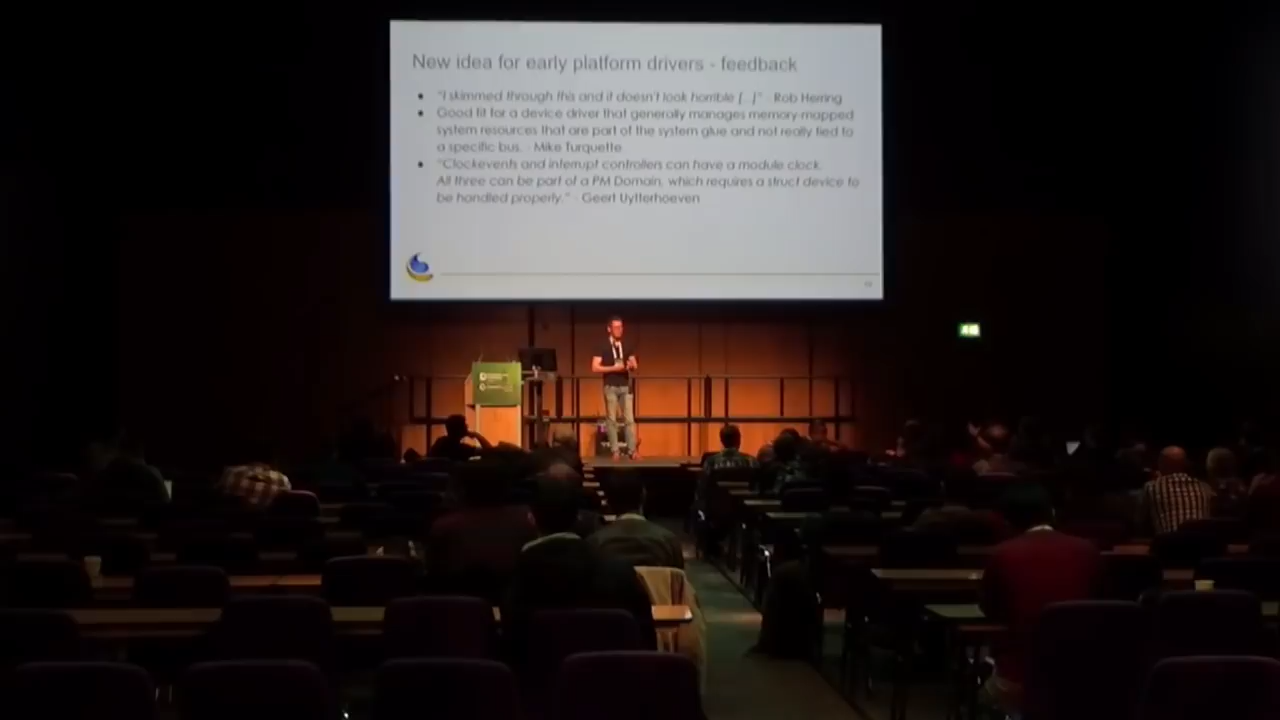 New idea for early platform drivers - feedback
• "I skimmed through this and it doesn't look horrible [...]" - Rob Herring
• Good fit for a device driver that generally manages memory-mapped
system resources that are part of the system glue and not really tied to
a specific bus. - Mike Turquette
• "Clockevents and interrupt controllers can have a module clock.
All three can be part of a PM Domain, which requires a struct device to
be handled properly." - Geert Uytterhoeven